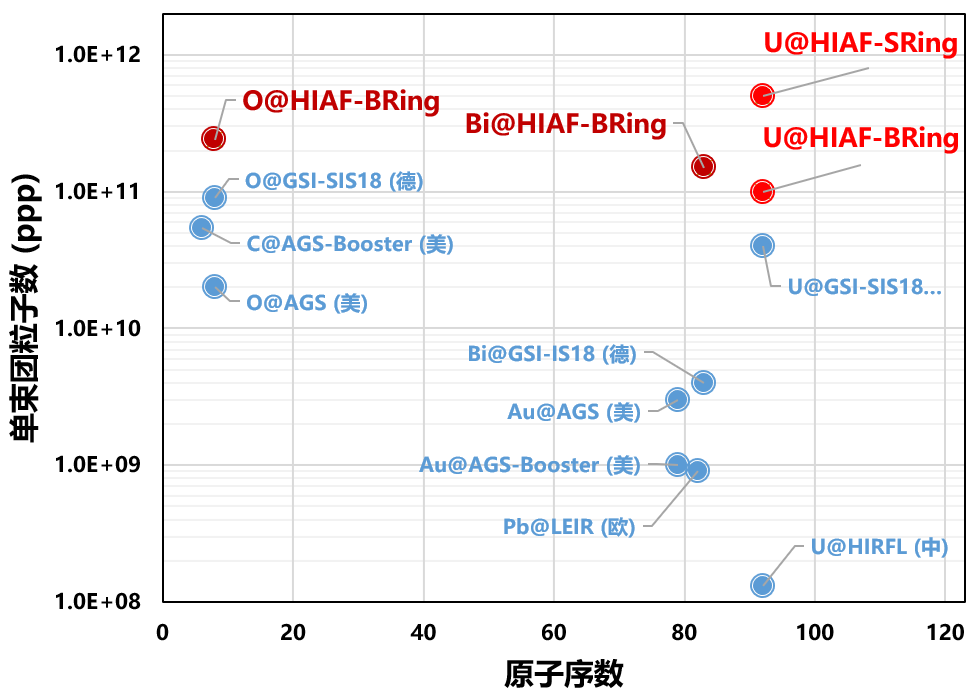 1.0E+12
1.0E+11
1.0E+10
1.0E+09
1.0E+08
单束团粒子数 (ppp)
U@HIAF-SRing
O@HIAF-BRing
Bi@HIAF-BRing
U@HIAF-BRing
O@GSI-SIS18 (德)
C@AGS-Booster (美)
O@AGS (美)
U@GSI-SIS18...
Bi@GSI-IS18 (德)
Au@AGS (美)
Au@AGS-Booster (美)
Pb@LEIR (欧)
U@HIRFL (中)
0 20 40 60 80 100 120
原子序数